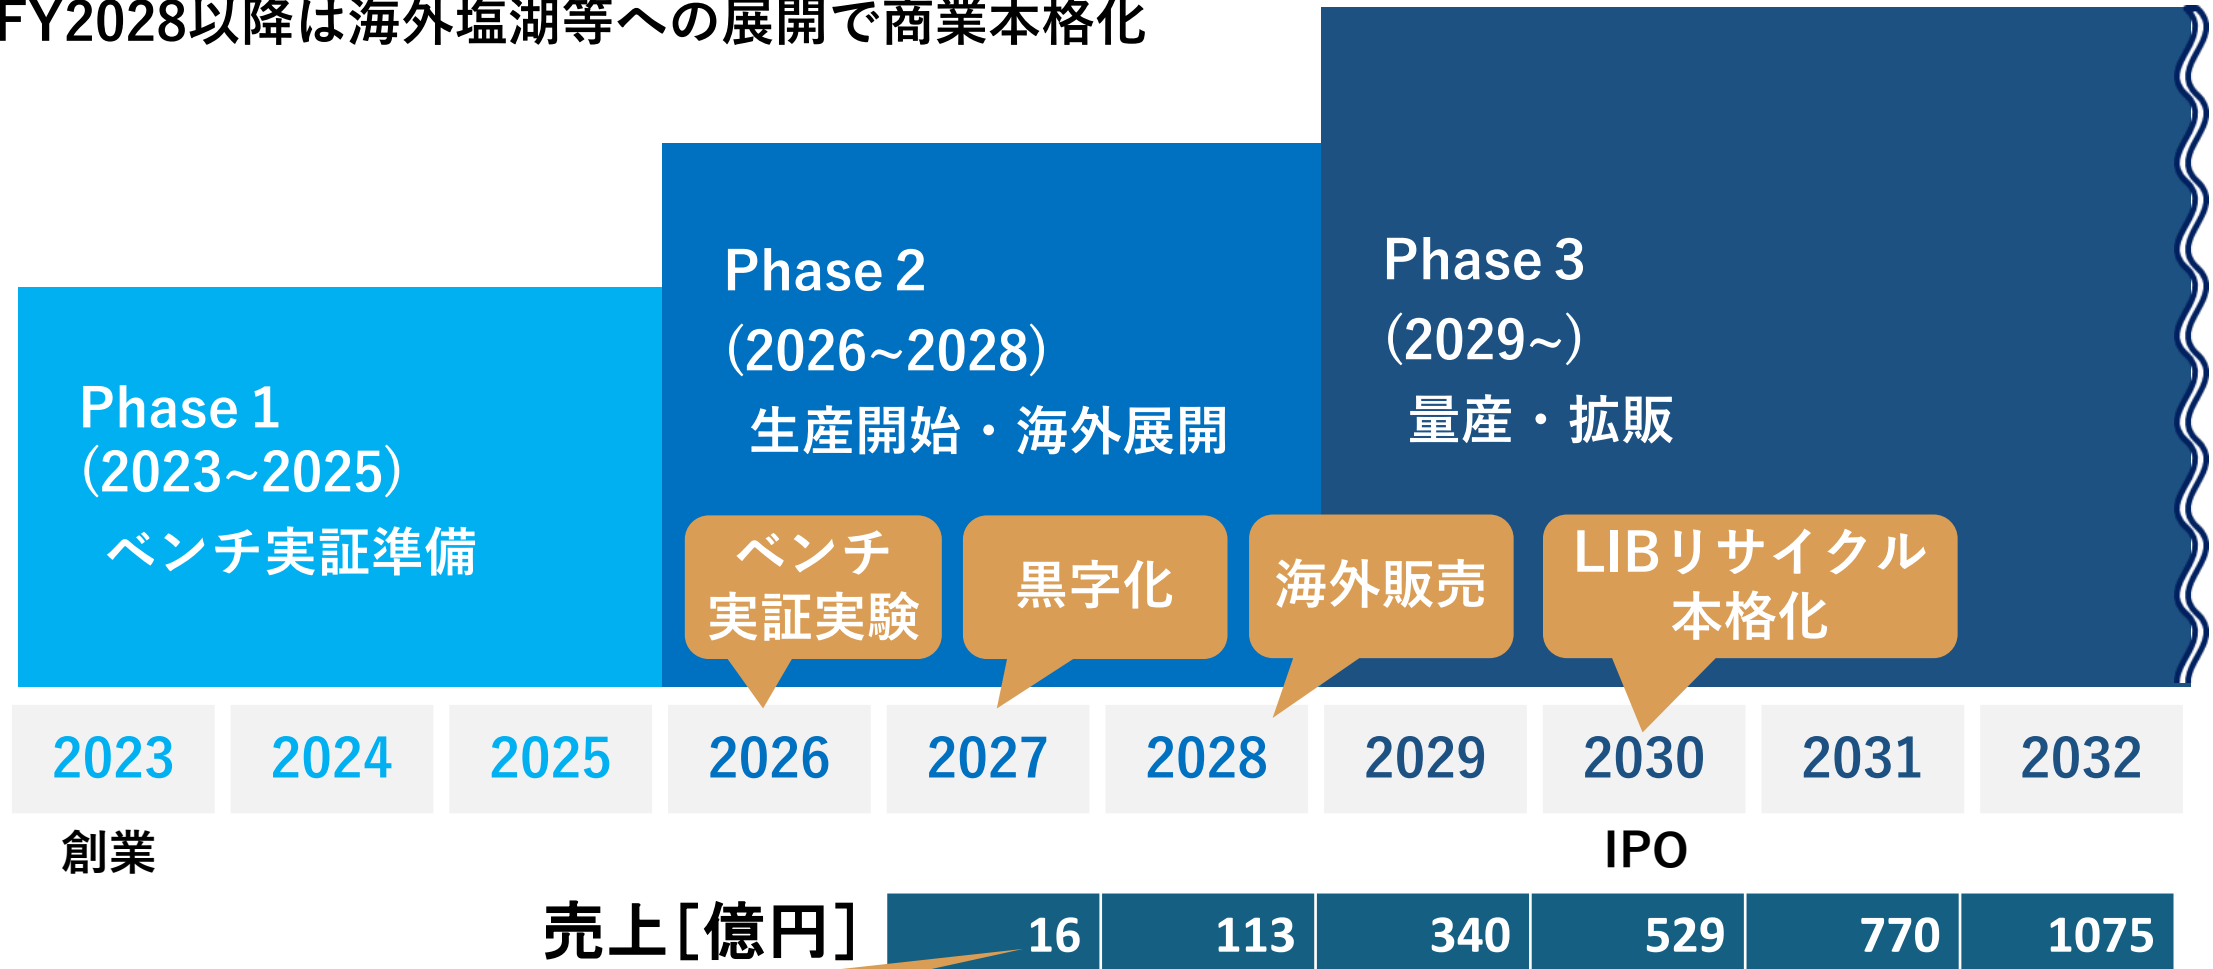 FY2028以降は海外塩湖等への展開で商業本格化
Phase 1
(2023~2025)
ベンチ実証準備
Phase 2
(2026~2028)
生産開始・海外展開
Phase 3
(2029~)
量産・拡販
ベンチ
実証実験
黒字化
海外販売
LIBリサイクル
本格化
2023 2024 2025 2026 2027 2028 2029 2030 2031 2032
創業 IPO
売上[億円] 16 113 340 529 770 1075